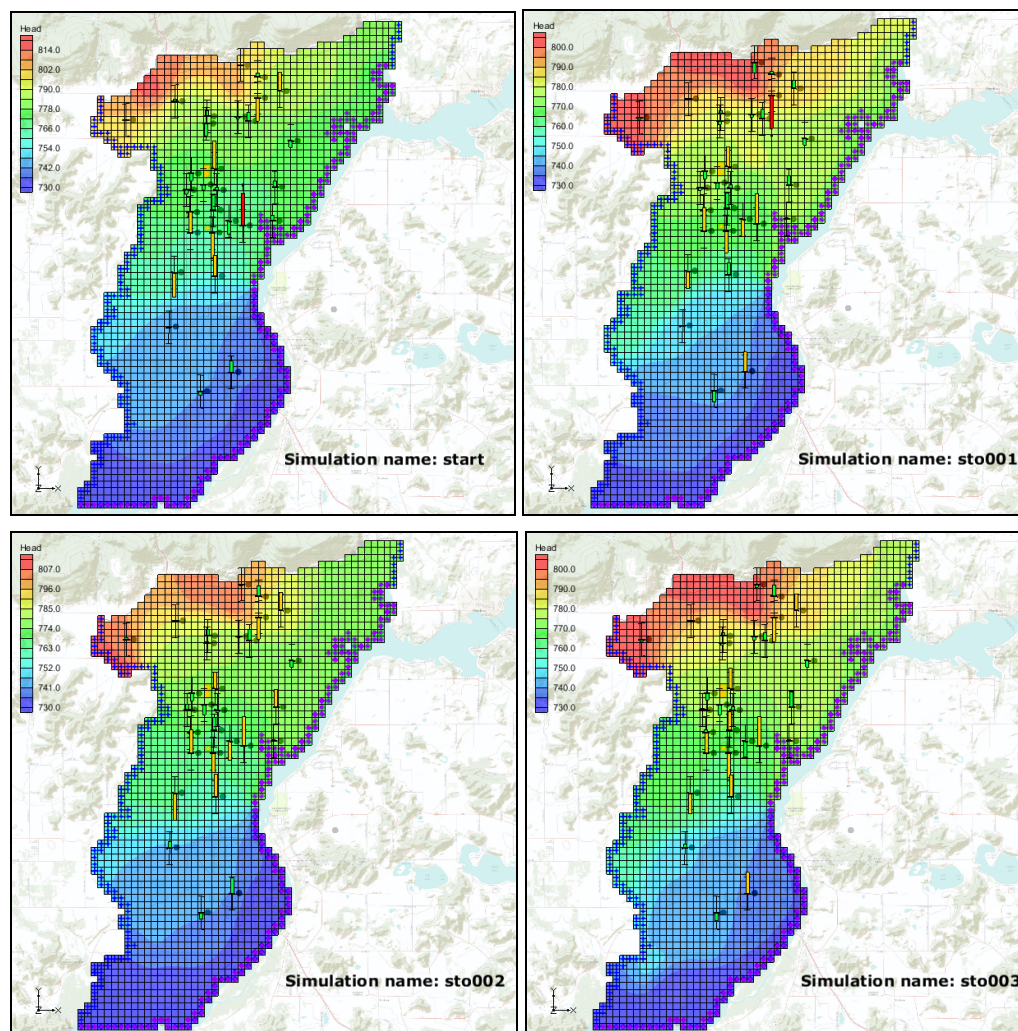 Head
814.0
802.0
790.0
778.0
766.0
754.0
742.0
730.0
Y
Z
X
Simulation name: start
Head
800.0
790.0
780.0
770.0
760.0
750.0
740.0
730.0
Y
Z
X
Simulation name: sto001
Head
807.0
796.0
785.0
774.0
763.0
752.0
741.0
730.0
Y
Z
X
Simulation name: sto002
Head
800.0
790.0
780.0
770.0
760.0
750.0
740.0
730.0
Y
Z
X
Simulation name: sto003